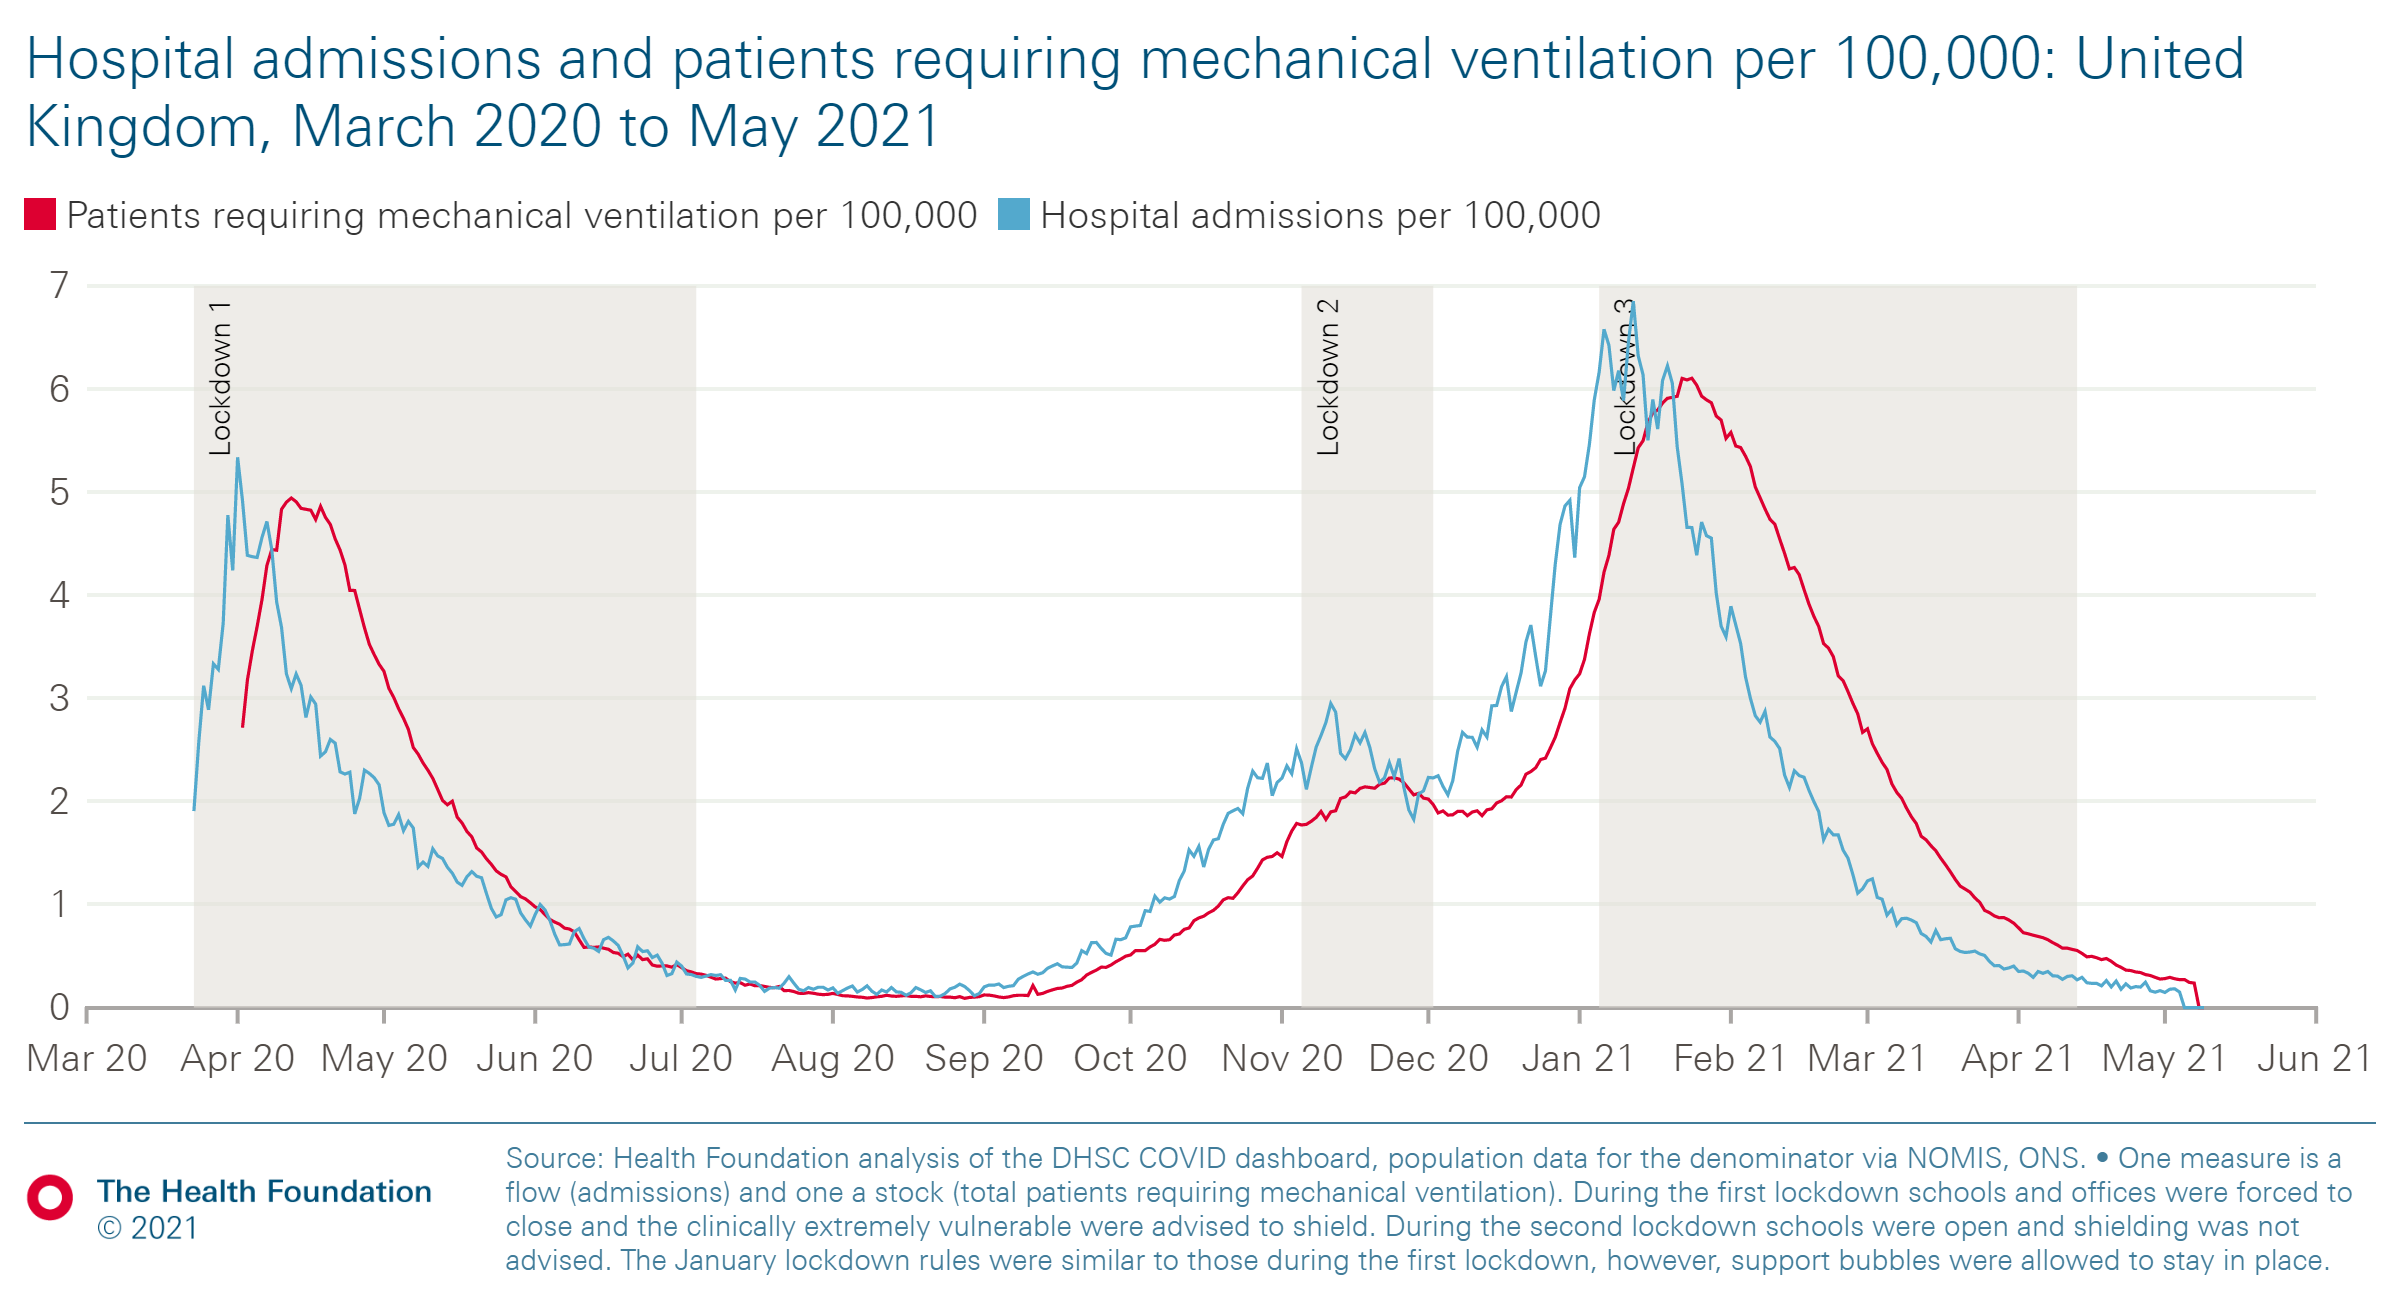 Hospital admissions and patients requiring mechanical ventilation per 100,000: United
Kingdom, March 2020 to May 2021
Patients requiring mechanical ventilation per 100,000 Hospital admissions per 100,000
7
6
5
4
3
2
1
0
Lockdown 1
Lockdown 2
Lockdown 3
Mar 20 Apr 20 May 20 Jun 20 Jul 20 Aug 20 Sep 20 Oct 20 Nov 20 Dec 20 Jan 21 Feb 21 Mar 21 Apr 21 May 21 Jun 21
The Health Foundation
© 2021
Source: Health Foundation analysis of the DHSC COVID dashboard, population data for the denominator via NOMIS, ONS. • One measure is a
flow (admissions) and one a stock (total patients requiring mechanical ventilation). During the first lockdown schools and offices were forced to
close and the clinically extremely vulnerable were advised to shield. During the second lockdown schools were open and shielding was not
advised. The January lockdown rules were similar to those during the first lockdown, however, support bubbles were allowed to stay in place.